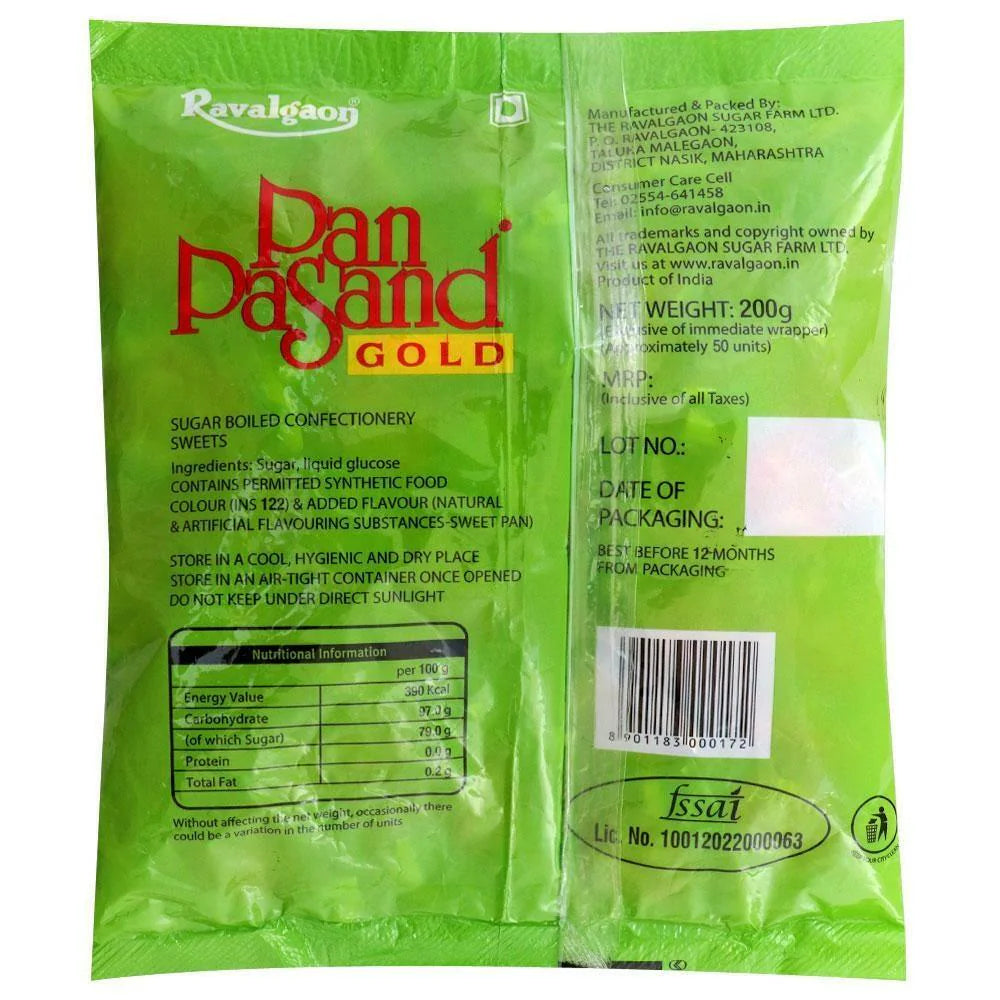 Ravalgaon®
Pan
Pasand
GOLD
SUGAR BOILED CONFECTIONERY
SWEETS
Ingredients: Sugar, liquid glucose
CONTAINS PERMITTED SYNTHETIC FOOD
COLOUR (INS 122) & ADDED FLAVOUR (NATURAL
& ARTIFICIAL FLAVOURING SUBSTANCES-SWEET PAN)
STORE IN A COOL, HYGIENIC AND DRY PLACE
STORE IN AN AIR-TIGHT CONTAINER ONCE OPENED
DO NOT KEEP UNDER DIRECT SUNLIGHT
Nutritional Information
per 100 g
Energy Value 390 Kcal
Carbohydrate 97.0 g
(of which Sugar) 79.0 g
Protein 0.0 g
Total Fat 0.2 g
Without affecting the net weight, occasionally there
could be a variation in the number of units
Manufactured & Packed By:
THE RAVALGAON SUGAR FARM LTD.
P. O. RAVALGAON- 423108,
TALUKA MALEGAON,
DISTRICT NASIK, MAHARASHTRA
Consumer Care Cell
Tel: 02554-641458
Email: info@ravalgaon.in
All trademarks and copyright owned by
THE RAVALGAON SUGAR FARM LTD.
Visit us at www.ravalgaon.in
Product of India
NET WEIGHT: 200g
(Exclusive of immediate wrapper)
(Approximately 50 units)
MRP:
(Inclusive of all Taxes)
LOT NO.:
DATE OF
PACKAGING:
BEST BEFORE 12 MONTHS
FROM PACKAGING
8 901183 000172
fssai
Lic. No. 10012022000063
KEEP YOUR CITY CLEAN